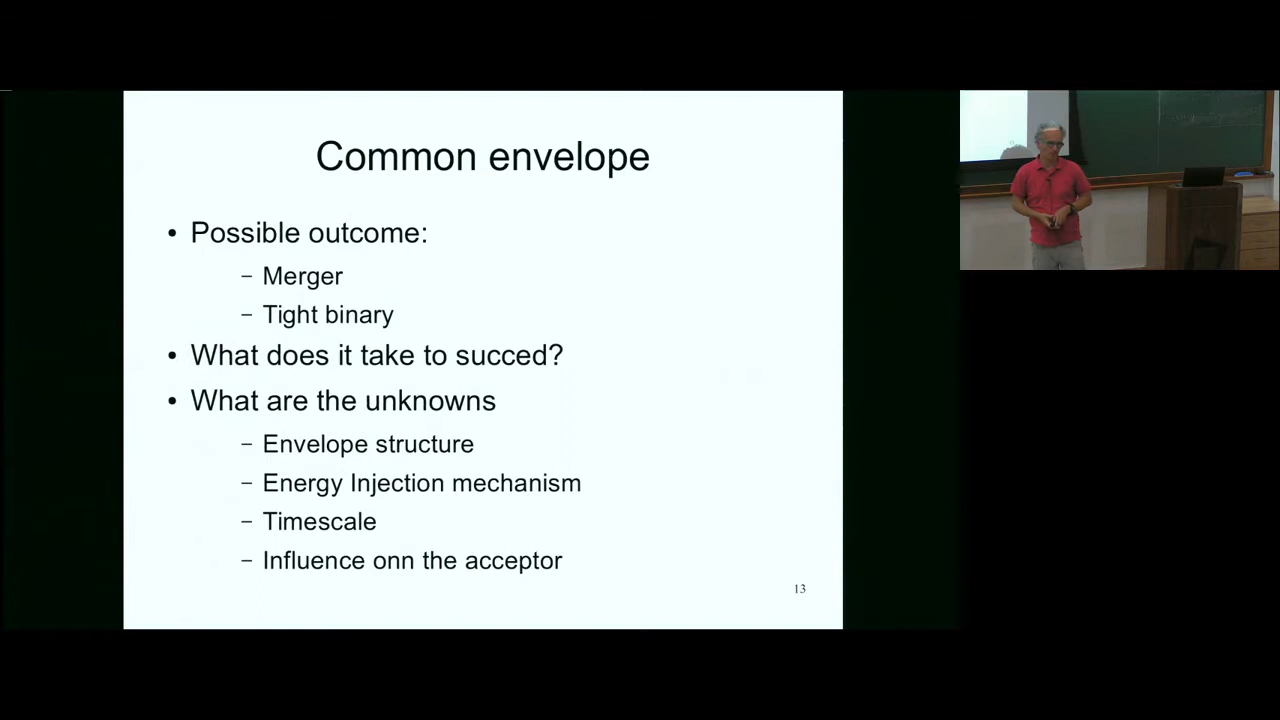 Common envelope
• Possible outcome:
– Merger
– Tight binary
• What does it take to succed?
• What are the unknowns
– Envelope structure
– Energy Injection mechanism
– Timescale
– Influence onn the acceptor
13